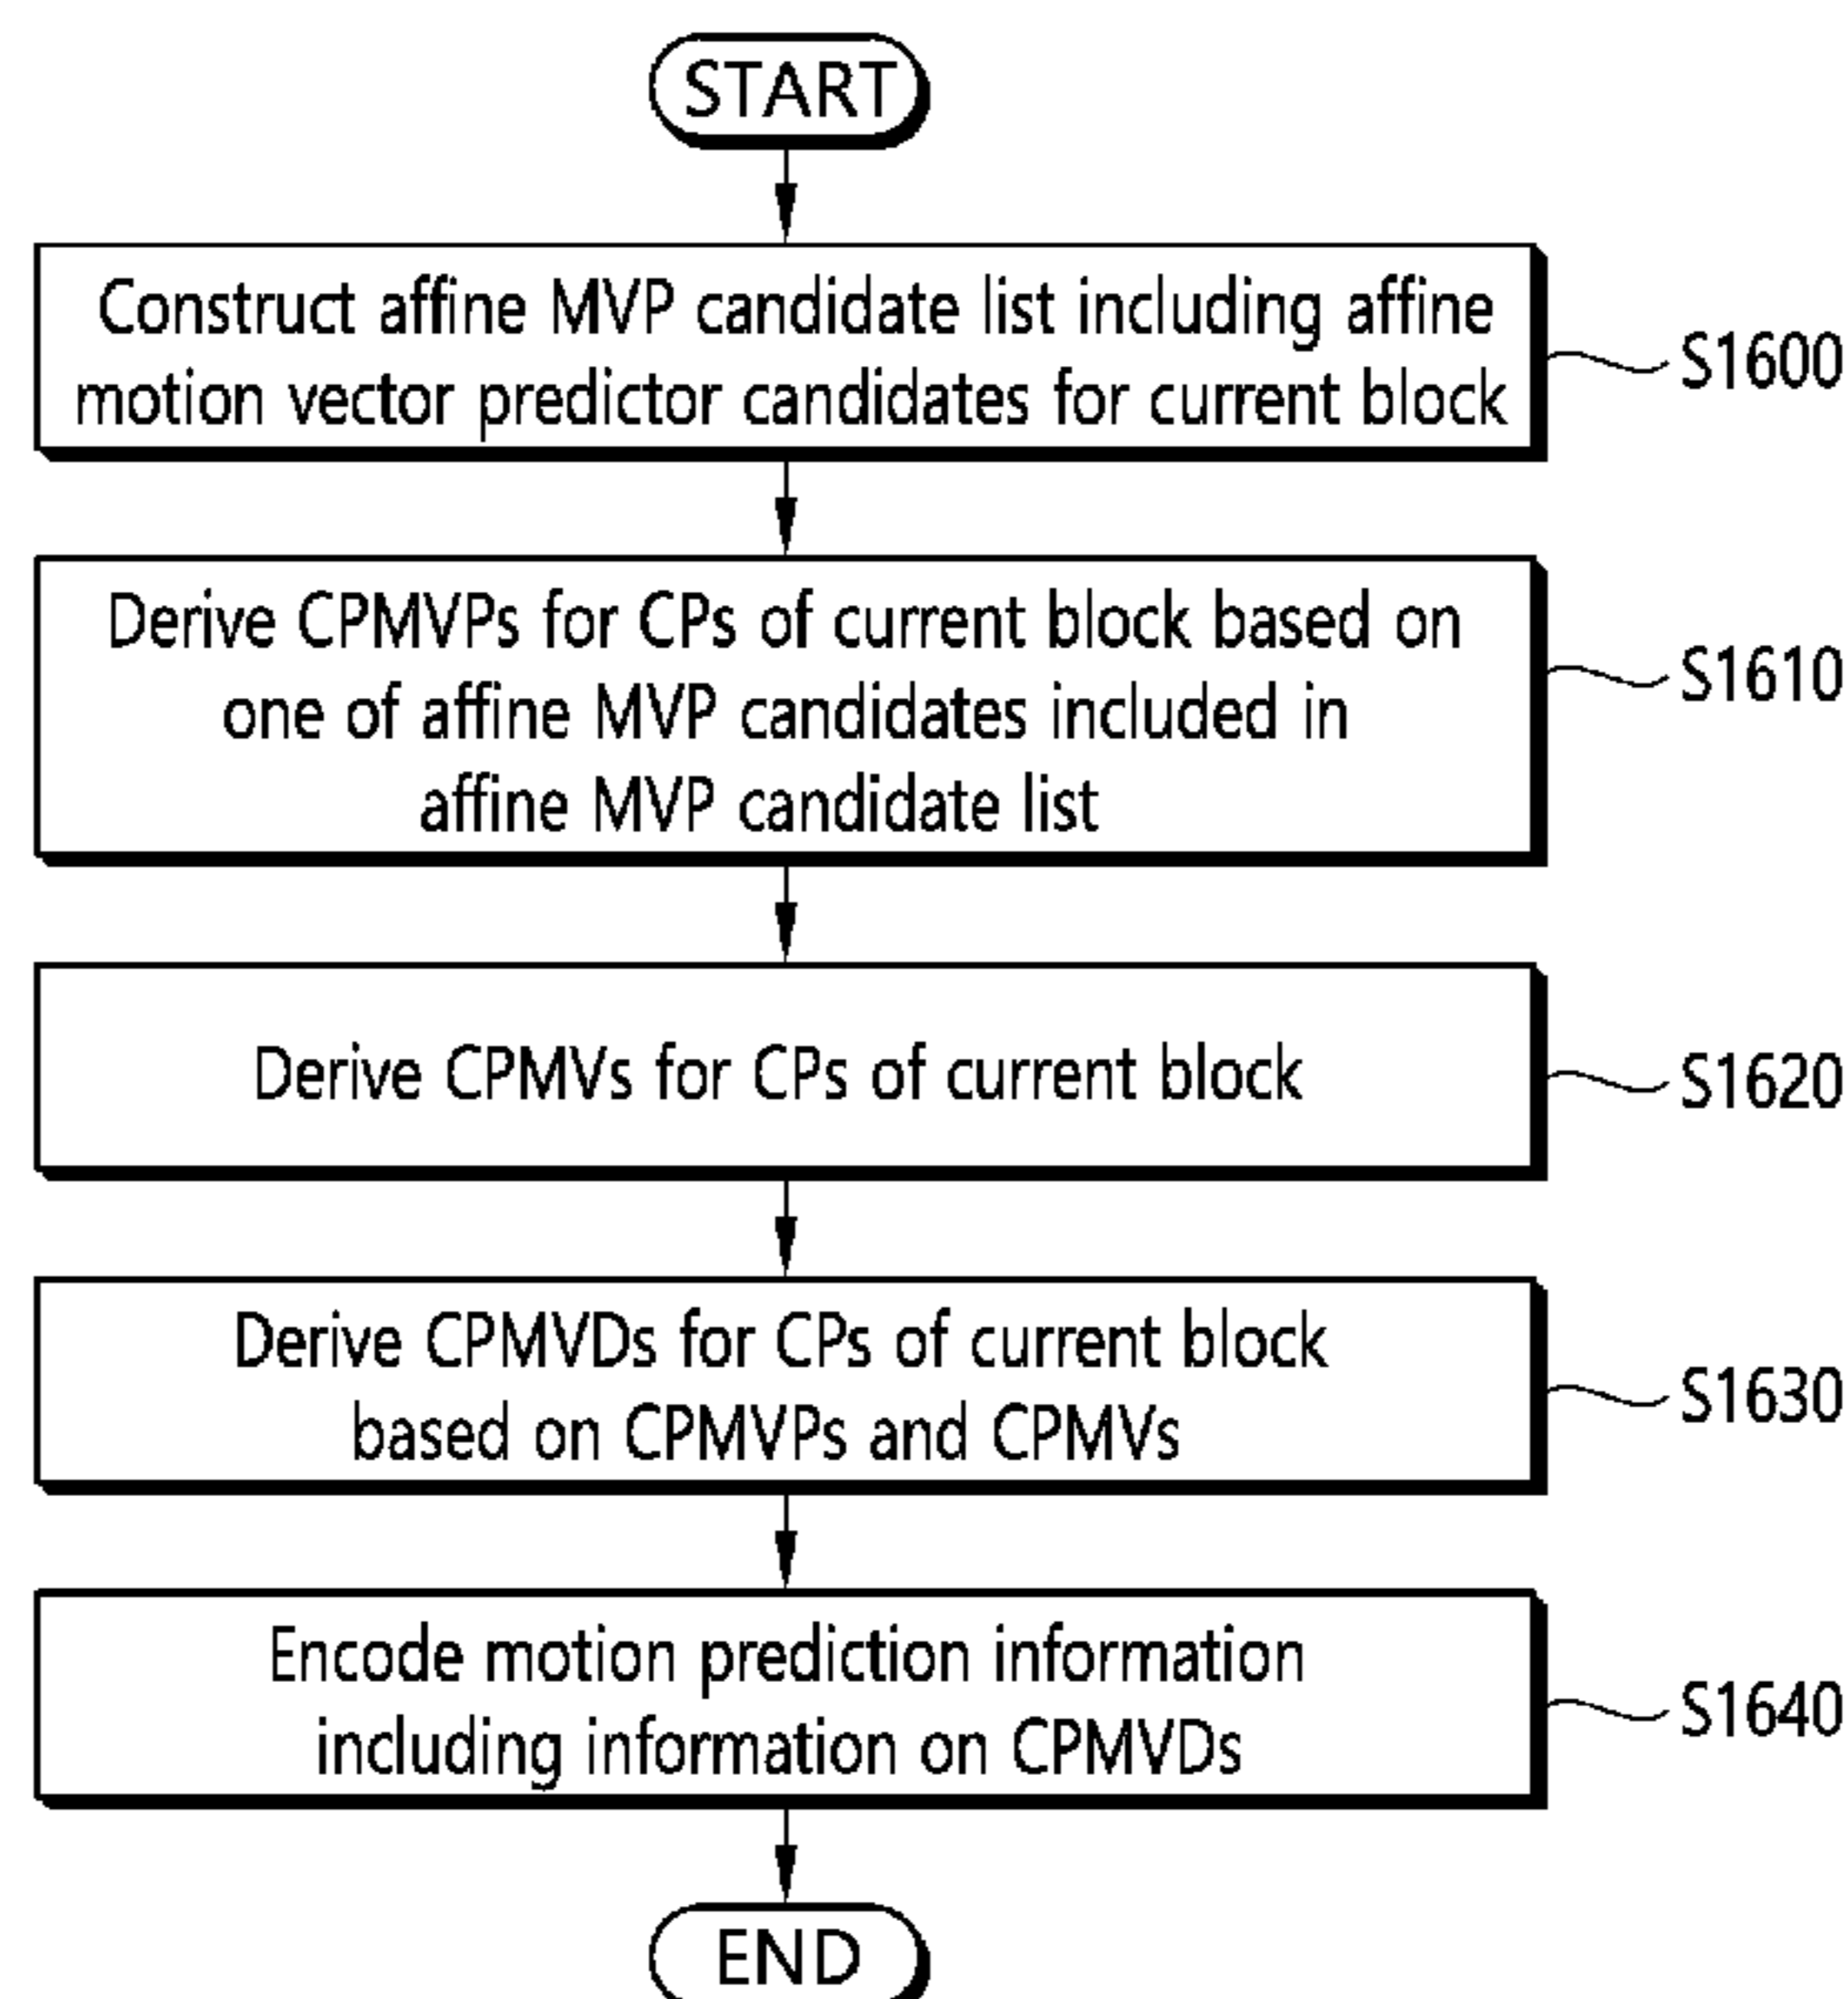 START
Construct affine MVP candidate list including affine
motion vector predictor candidates for current block
S1600
Derive CPMVPs for CPs of current block based on
one of affine MVP candidates included in
affine MVP candidate list
S1610
Derive CPMVs for CPs of current block
S1620
Derive CPMVDs for CPs of current block
based on CPMVPs and CPMVs
S1630
Encode motion prediction information
including information on CPMVDs
S1640
END